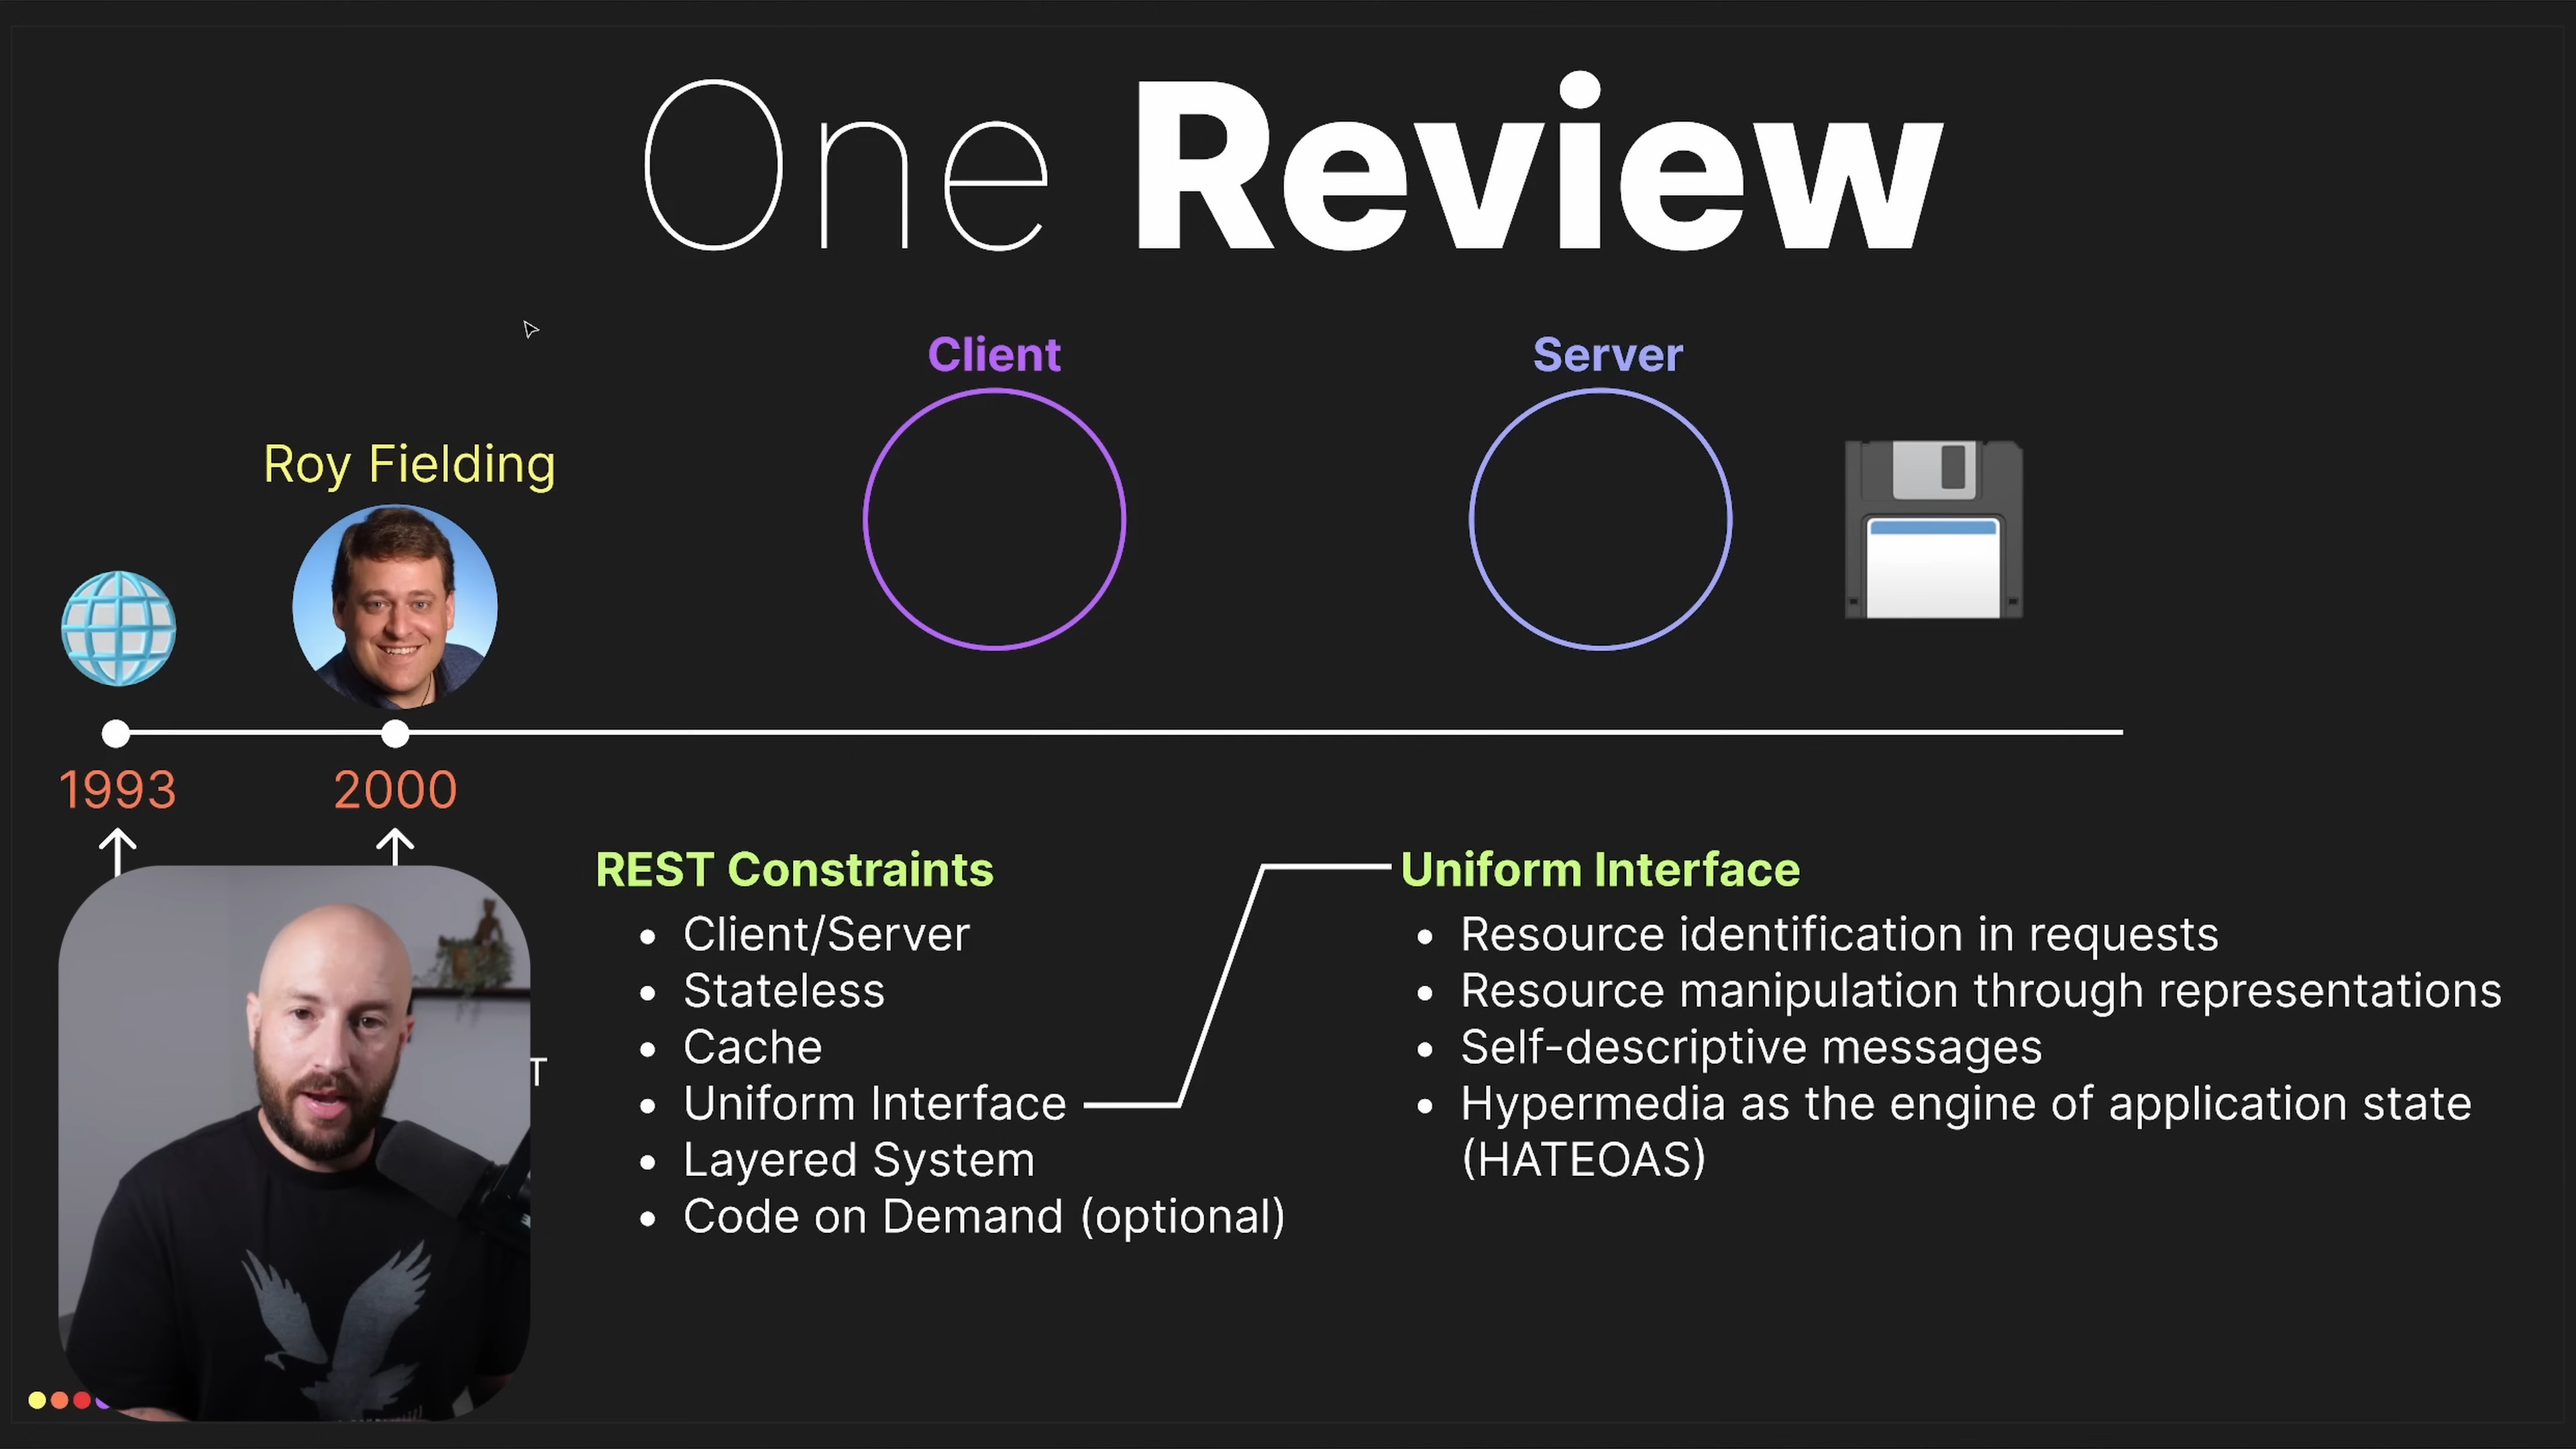 One Review
Client
Server
Roy Fielding
1993
2000
REST Constraints
• Client/Server
• Stateless
• Cache
• Uniform Interface
• Layered System
• Code on Demand (optional)
T
Uniform Interface
• Resource identification in requests
• Resource manipulation through representations
• Self-descriptive messages
• Hypermedia as the engine of application state
(HATEOAS)